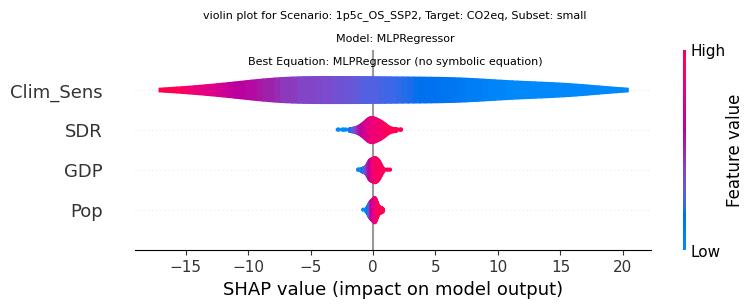 violin plot for Scenario: 1p5c_OS_SSP2, Target: CO2eq, Subset: small
Model: MLPRegressor
Best Equation: MLPRegressor (no symbolic equation)
High
Clim_Sens
SDR
GDP
Pop
Feature value
Low
−15
−10
−5
0
5
10
15
20
SHAP value (impact on model output)